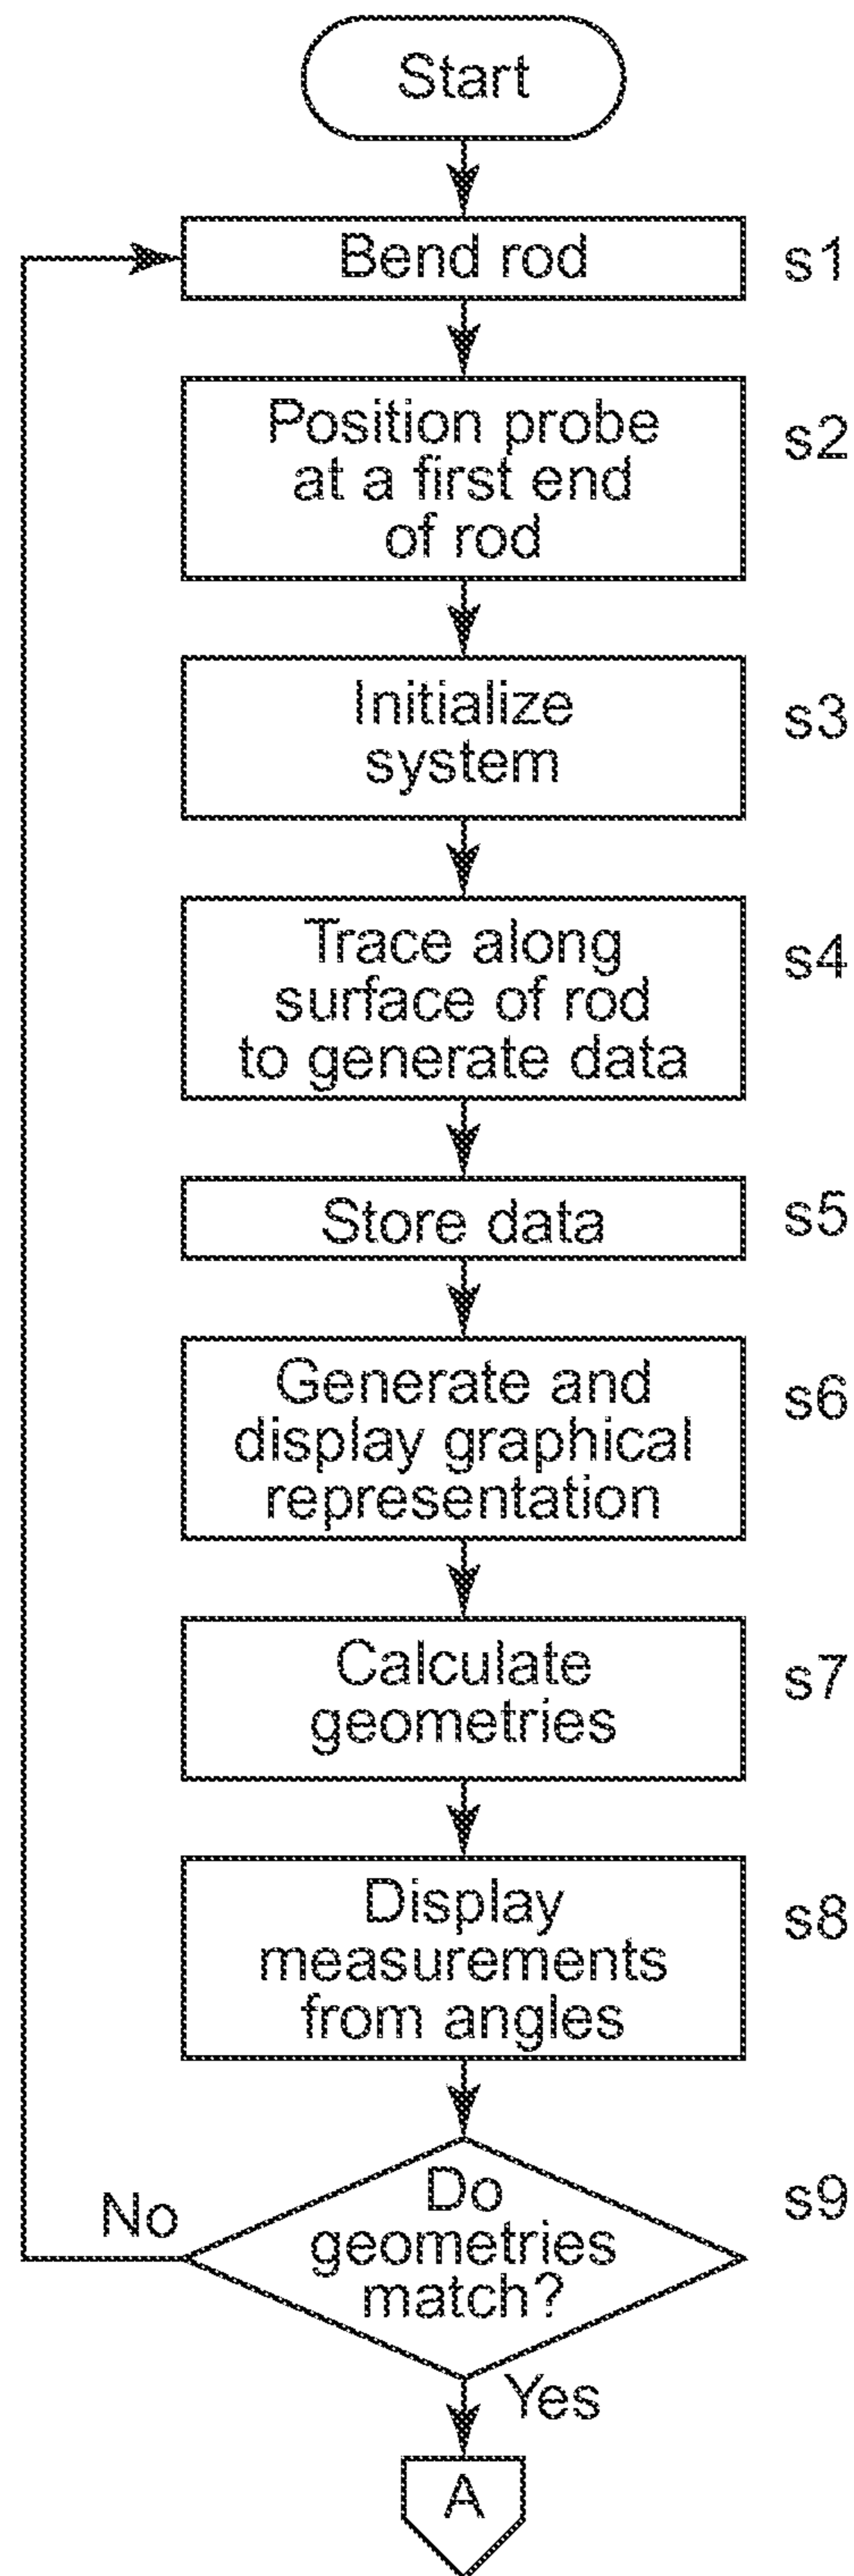 Start
Bend rod
s1
Position probe
at a first end
of rod
s2
Initialize
system
s3
Trace along
surface of rod
to generate data
s4
Store data
s5
Generate and
display graphical
representation
s6
Calculate
geometries
s7
Display
measurements
from angles
s8
Do
geometries
match?
s9
No
Yes
A